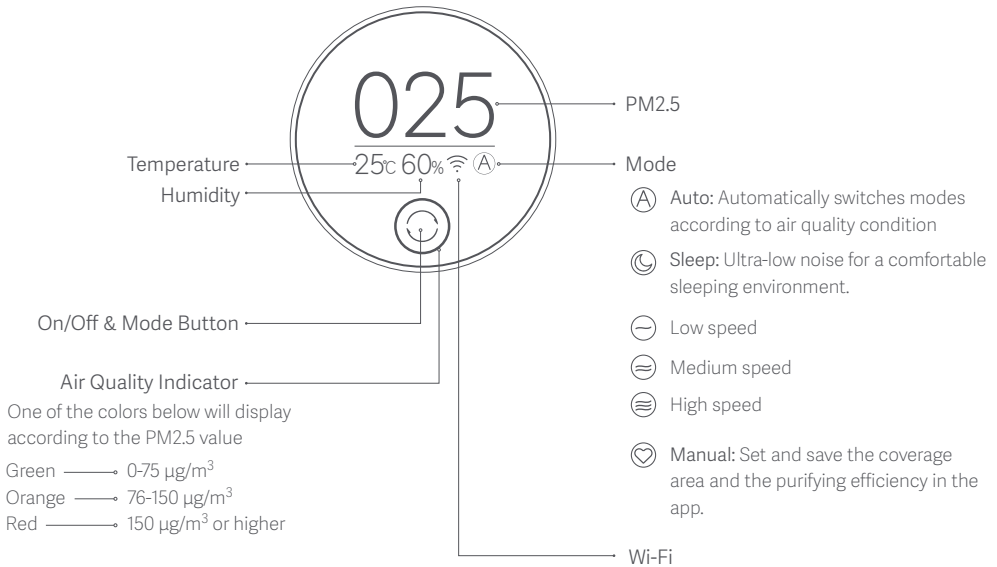 025
25℃ 60% A
PM2.5
Temperature
Humidity
Mode
A Auto: Automatically switches modes
according to air quality condition
Sleep: Ultra-low noise for a comfortable
sleeping environment.
Low speed
Medium speed
High speed
Manual: Set and save the coverage
area and the purifying efficiency in the
app.
On/Off & Mode Button
Air Quality Indicator
One of the colors below will display
according to the PM2.5 value
Green 0-75 µg/m³
Orange 76-150 µg/m³
Red 150 µg/m³ or higher
Wi-Fi